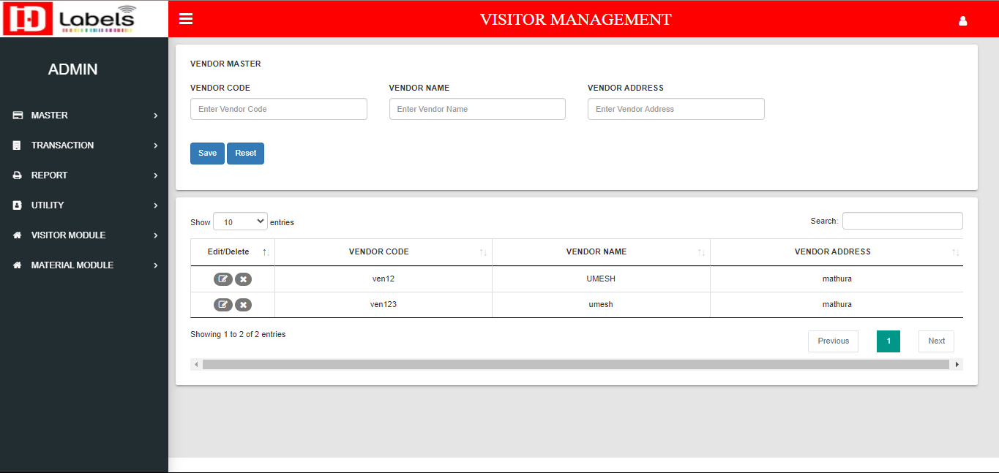 ID Labels
VISITOR MANAGEMENT
ADMIN
MASTER
TRANSACTION
REPORT
UTILITY
VISITOR MODULE
MATERIAL MODULE
VENDOR MASTER
VENDOR CODE VENDOR NAME VENDOR ADDRESS
Enter Vendor Code Enter Vendor Name Enter Vendor Address
Save Reset
Show 10 entries Search:
Edit/Delete VENDOR CODE VENDOR NAME VENDOR ADDRESS
ven12 UMESH mathura
ven123 umesh mathura
Showing 1 to 2 of 2 entries
Previous 1 Next